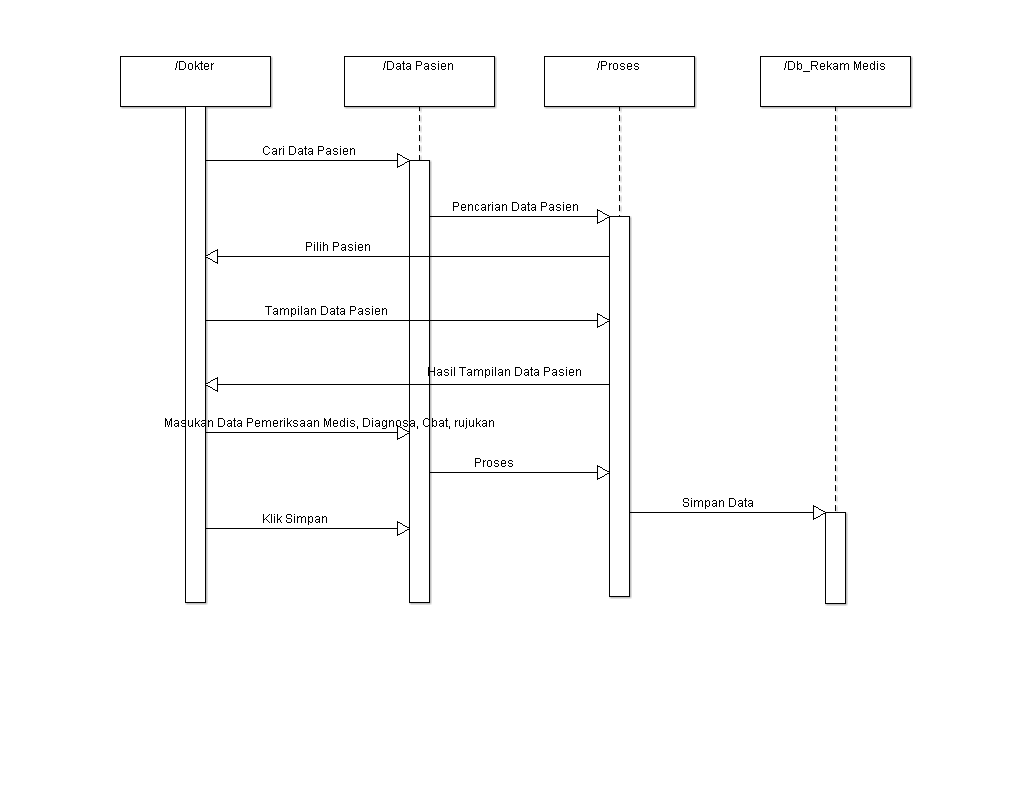 /Dokter
/Data Pasien
/Proses
/Db_Rekam Medis
Cari Data Pasien
Pencarian Data Pasien
Pilih Pasien
Tampilan Data Pasien
Hasil Tampilan Data Pasien
Masukan Data Pemeriksaan Medis, Diagnosa, Obat, rujukan
Proses
Simpan Data
Klik Simpan